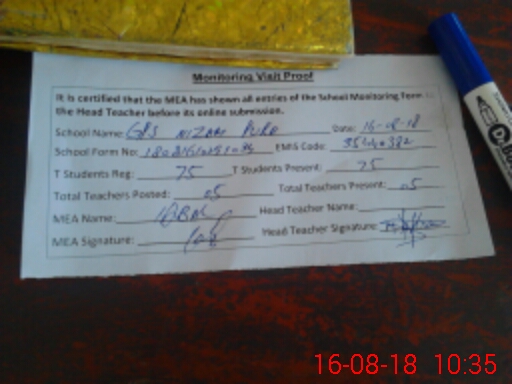 Monitoring Visit Proof
It is certified that the MEA has shown all entries of the School Monitoring Form to
the Head Teacher before its online submission.
School Name: GPS NIZAM PURA Date: 16-08-18
School Form No: EMIS Code:
T Students Reg: 75 T Students Present: 75
Total Teachers Posted: 05 Total Teachers Present: 05
MEA Name: IQBAL Head Teacher Name:
MEA Signature: Head Teacher Signature:
16-08-18 10:35